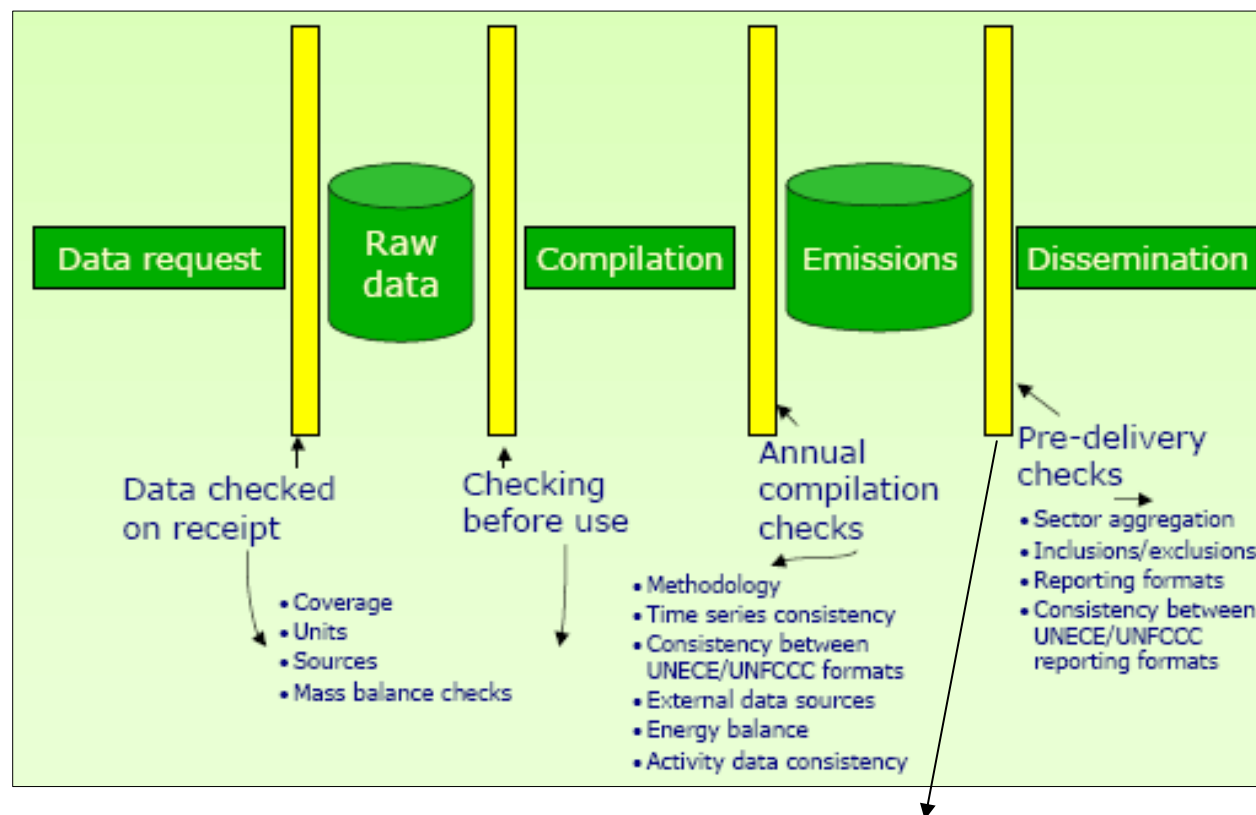 Data request
Raw
data
Compilation
Emissions
Dissemination
Data checked
on receipt
• Coverage
• Units
• Sources
• Mass balance checks
Checking
before use
Annual
compilation
checks
• Methodology
• Time series consistency
• Consistency between
UNECE/UNFCCC formats
• External data sources
• Energy balance
• Activity data consistency
Pre-delivery
checks
• Sector aggregation
• Inclusions/exclusions
• Reporting formats
• Consistency between
UNECE/UNFCCC
reporting formats